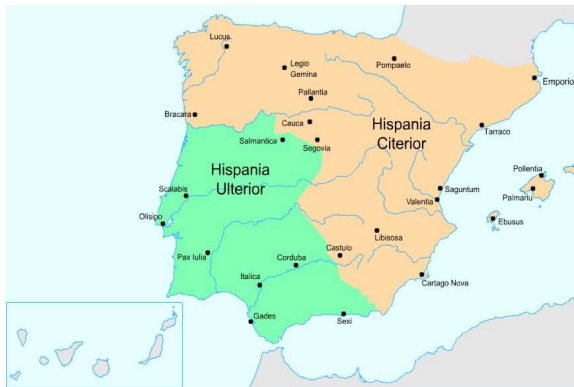 Lucus
Legio
Gemina
Pompaelo
Emporio
Pallantia
Bracara
Cauca
Salmantica
Segovia
Hispania
Citerior
Tarraco
Hispania
Ulterior
Pollentia
Palmariu
Scalabis
Saguntum
Valentia
Olisipo
Ebusus
Libisosa
Pax Iulia
Castulo
Corduba
Italica
Cartago Nova
Gades
Sexi